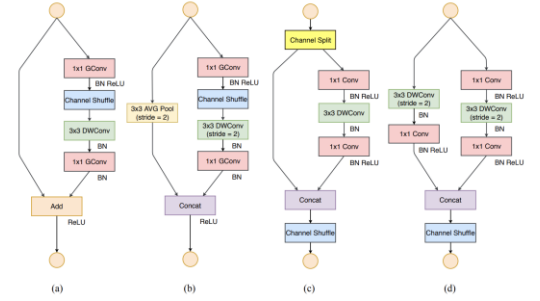 1x1 GConv
BN ReLU
Channel Shuffle
3x3 DWConv
BN
1x1 GConv
BN
Add
ReLU
(a)
3x3 AVG Pool
(stride = 2)
1x1 GConv
BN ReLU
Channel Shuffle
3x3 DWConv
(stride = 2)
BN
1x1 GConv
BN
Concat
ReLU
(b)
Channel Split
1x1 Conv
BN ReLU
3x3 DWConv
BN
1x1 Conv
BN ReLU
Concat
Channel Shuffle
(c)
3x3 DWConv
(stride = 2)
BN
1x1 Conv
BN ReLU
1x1 Conv
BN ReLU
3x3 DWConv
(stride = 2)
BN
1x1 Conv
BN ReLU
Concat
Channel Shuffle
(d)